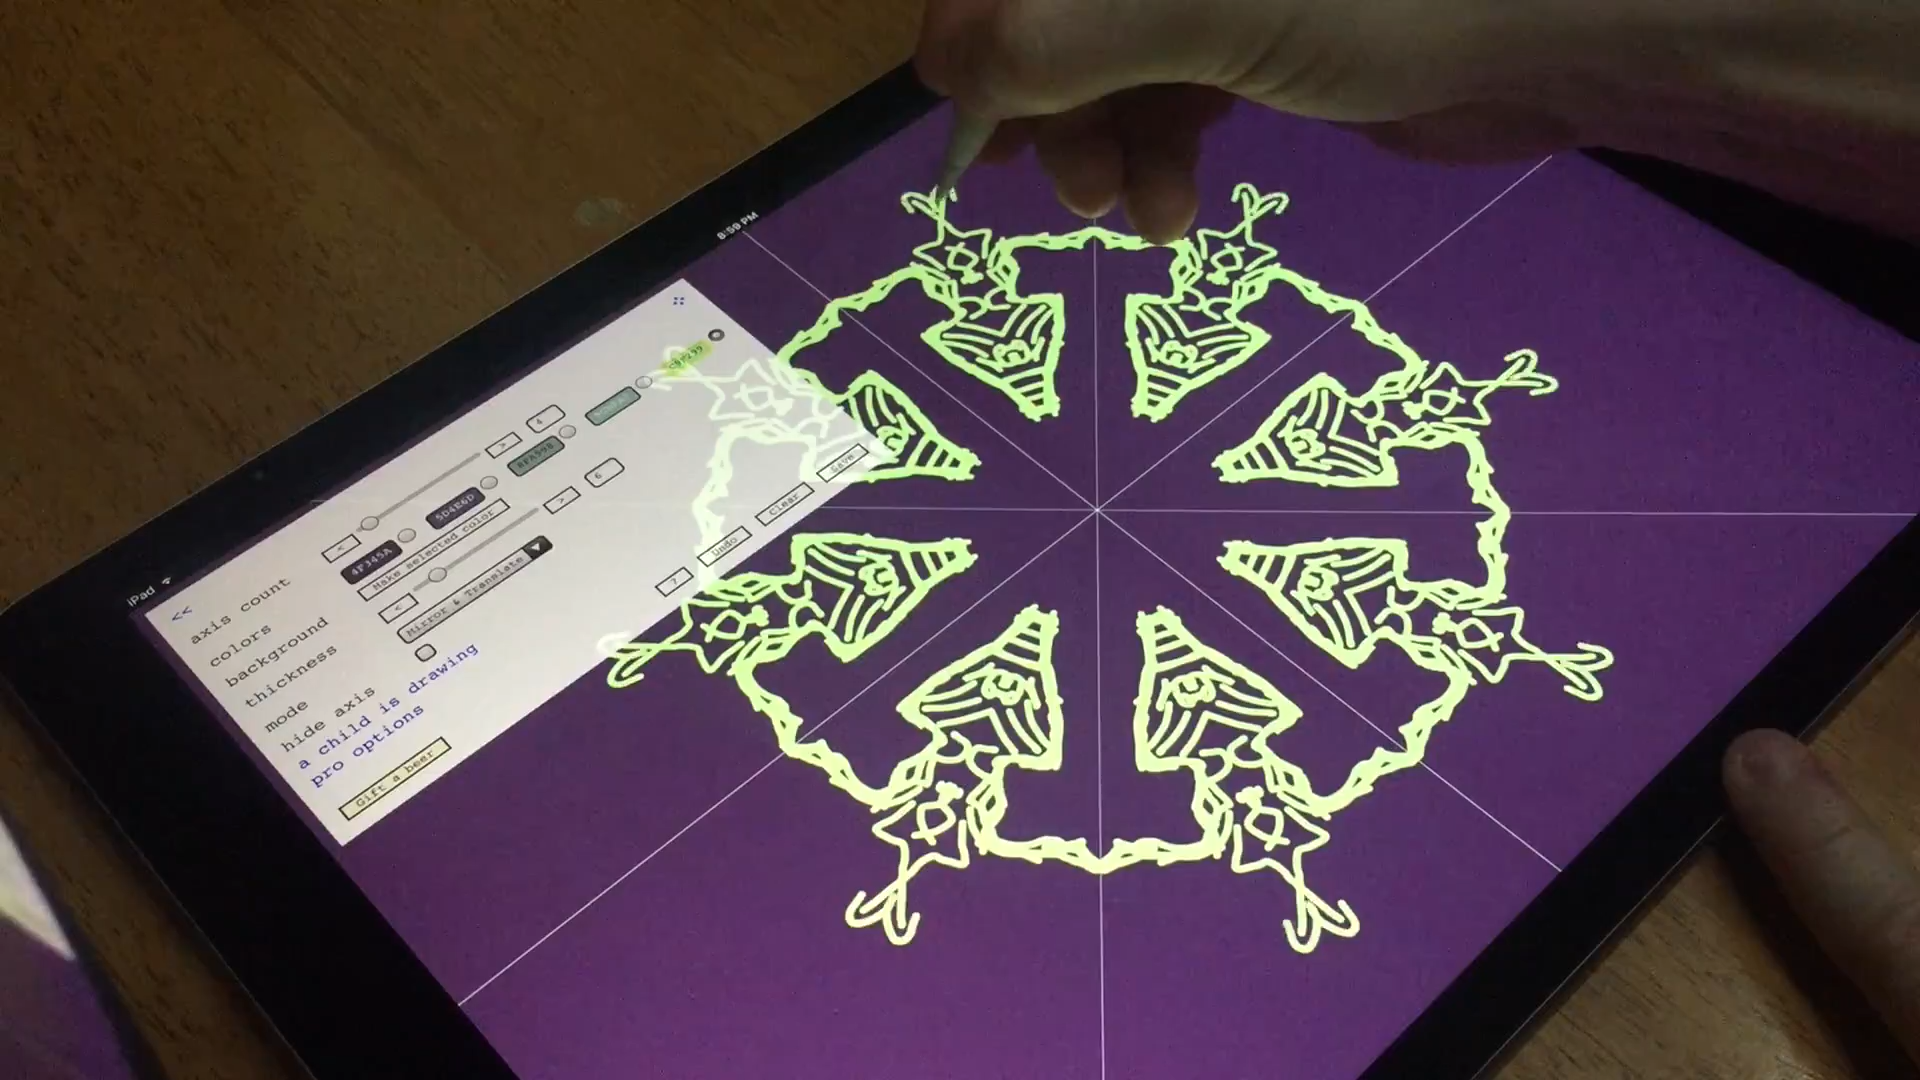 iPad
8:59 PM
<<
axis count < > 4
colors 4F345A 5D4E6D 8FA998
background Make selected color
thickness < > 6
mode Mirror & Translate
hide axis
a child is drawing
pro options
Gift a beer
? Undo Clear Save